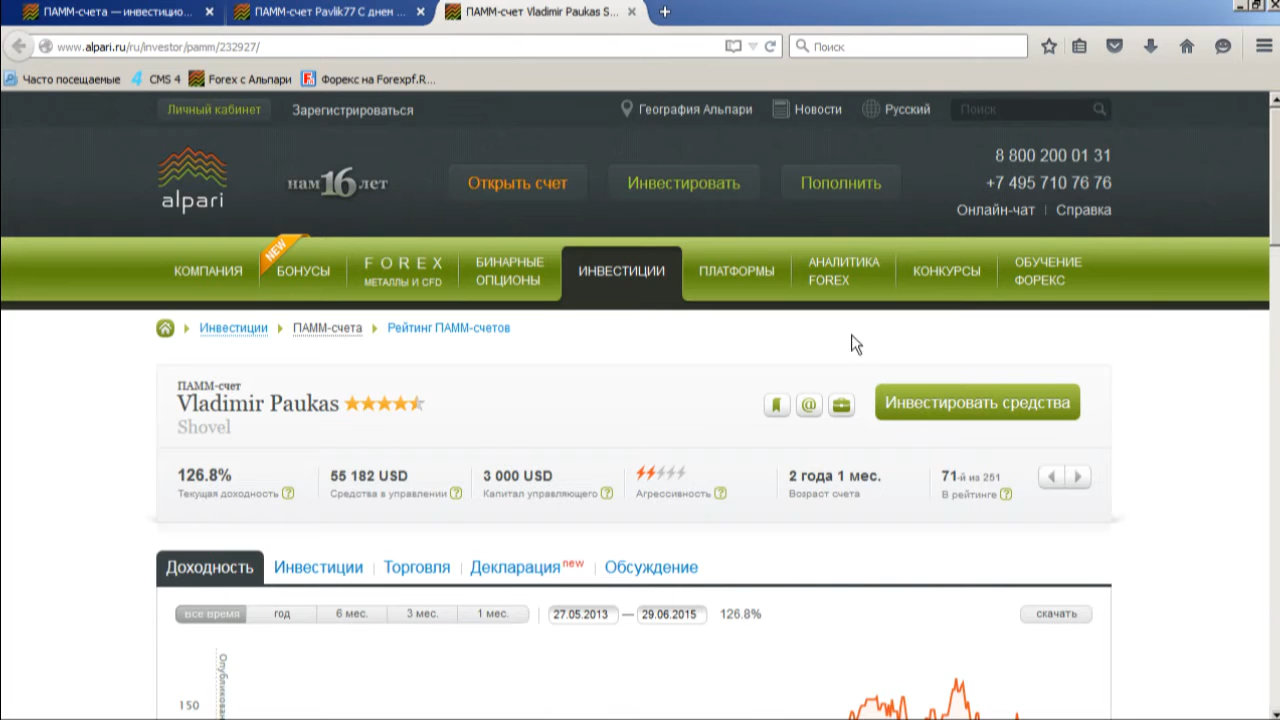 ПАММ-счета — инвестицио...
ПАММ-счет Pavlik77 С днем ...
ПАММ-счет Vladimir Paukas S...
www.alpari.ru/ru/investor/pamm/232927/
Поиск
Часто посещаемые
CMS 4
Forex с Альпари
Форекс на Forexpf.R...
Личный кабинет
Зарегистрироваться
География Альпари
Новости
Русский
Поиск
alpari
нам 16 лет
Открыть счет
Инвестировать
Пополнить
8 800 200 01 31
+7 495 710 76 76
Онлайн-чат
Справка
КОМПАНИЯ
NEW
БОНУСЫ
FOREX
МЕТАЛЛЫ И CFD
БИНАРНЫЕ
ОПЦИОНЫ
ИНВЕСТИЦИИ
ПЛАТФОРМЫ
АНАЛИТИКА
FOREX
КОНКУРСЫ
ОБУЧЕНИЕ
ФОРЕКС
Инвестиции
ПАММ-счета
Рейтинг ПАММ-счетов
ПАММ-счет
Vladimir Paukas
Shovel
@
Инвестировать средства
126.8%
Текущая доходность ?
55 182 USD
Средства в управлении ?
3 000 USD
Капитал управляющего ?
Агрессивность ?
2 года 1 мес.
Возраст счета
71-й из 251
В рейтинге ?
Доходность
Инвестиции
Торговля
Декларация new
Обсуждение
все время
год
6 мес.
3 мес.
1 мес.
27.05.2013 — 29.06.2015
126.8%
скачать
150